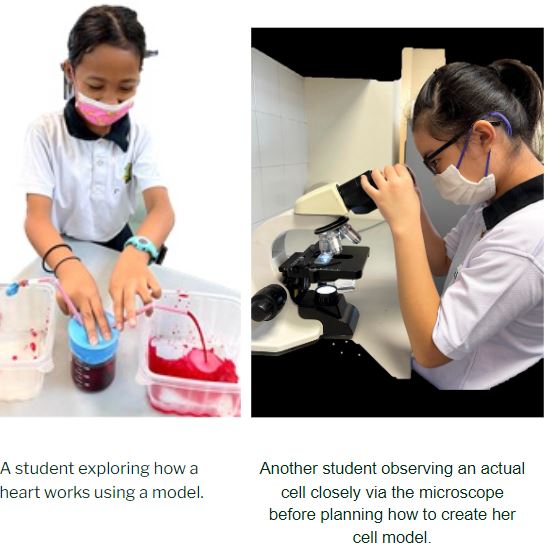 A student exploring how a
heart works using a model.
Another student observing an actual
cell closely via the microscope
before planning how to create her
cell model.